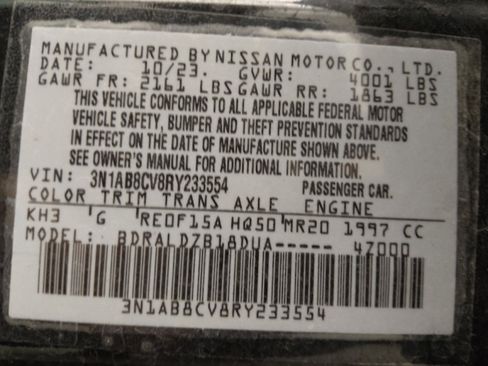 MANUFACTURED BY NISSAN MOTOR CO., LTD.
DATE: 10/23. GVWR: 4001 LBS
GAWR FR: 2161 LBS GAWR RR: 1863 LBS
THIS VEHICLE CONFORMS TO ALL APPLICABLE FEDERAL MOTOR
VEHICLE SAFETY, BUMPER AND THEFT PREVENTION STANDARDS
IN EFFECT ON THE DATE OF MANUFACTURE SHOWN ABOVE.
SEE OWNER'S MANUAL FOR ADDITIONAL INFORMATION.
VIN: 3N1AB8CV8RY233554 PASSENGER CAR.
COLOR TRIM TRANS AXLE ENGINE
KH3 G RE0F15A HQ50 MR20 1997 CC
MODEL: BDRALDZB18DUA----- 4Z000
3N1AB8CV8RY233554